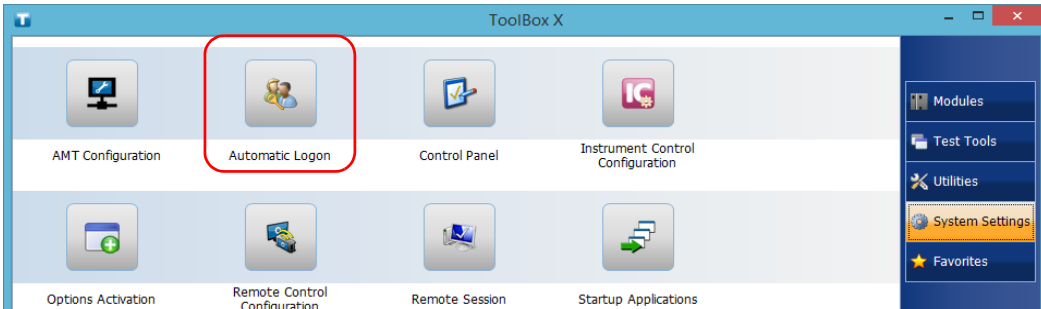 ToolBox X
AMT Configuration
Automatic Logon
Control Panel
Instrument Control
Configuration
Options Activation
Remote Control
Configuration
Remote Session
Startup Applications
Modules
Test Tools
Utilities
System Settings
Favorites